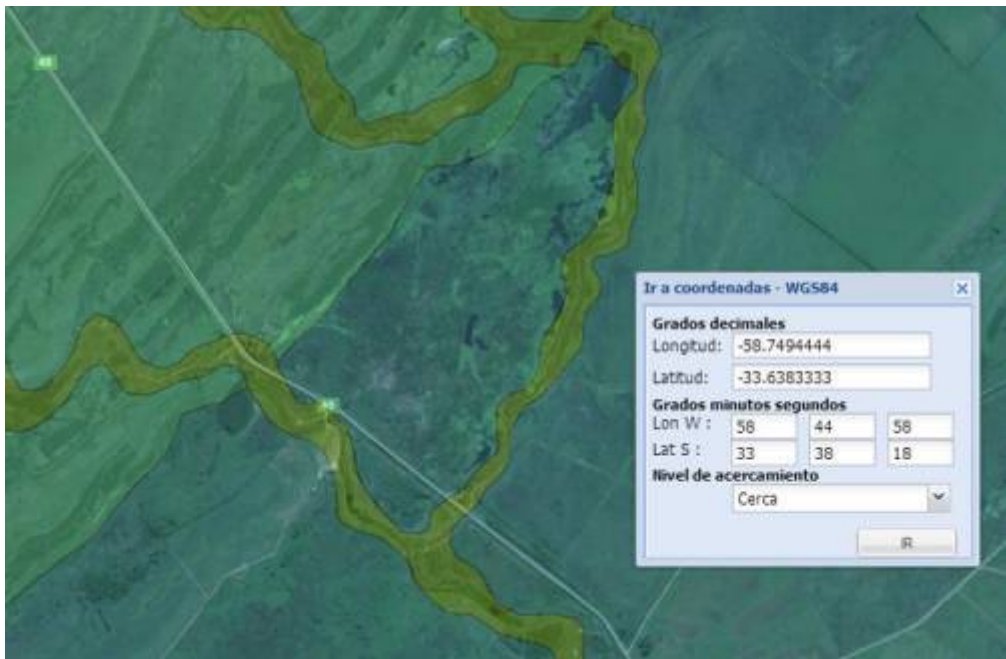 Ir a coordenadas - WGS84
Grados decimales
Longitud: -58.7494444
Latitud: -33.6383333
Grados minutos segundos
Lon W : 58 44 58
Lat S : 33 38 18
Nivel de acercamiento
Cerca
IR